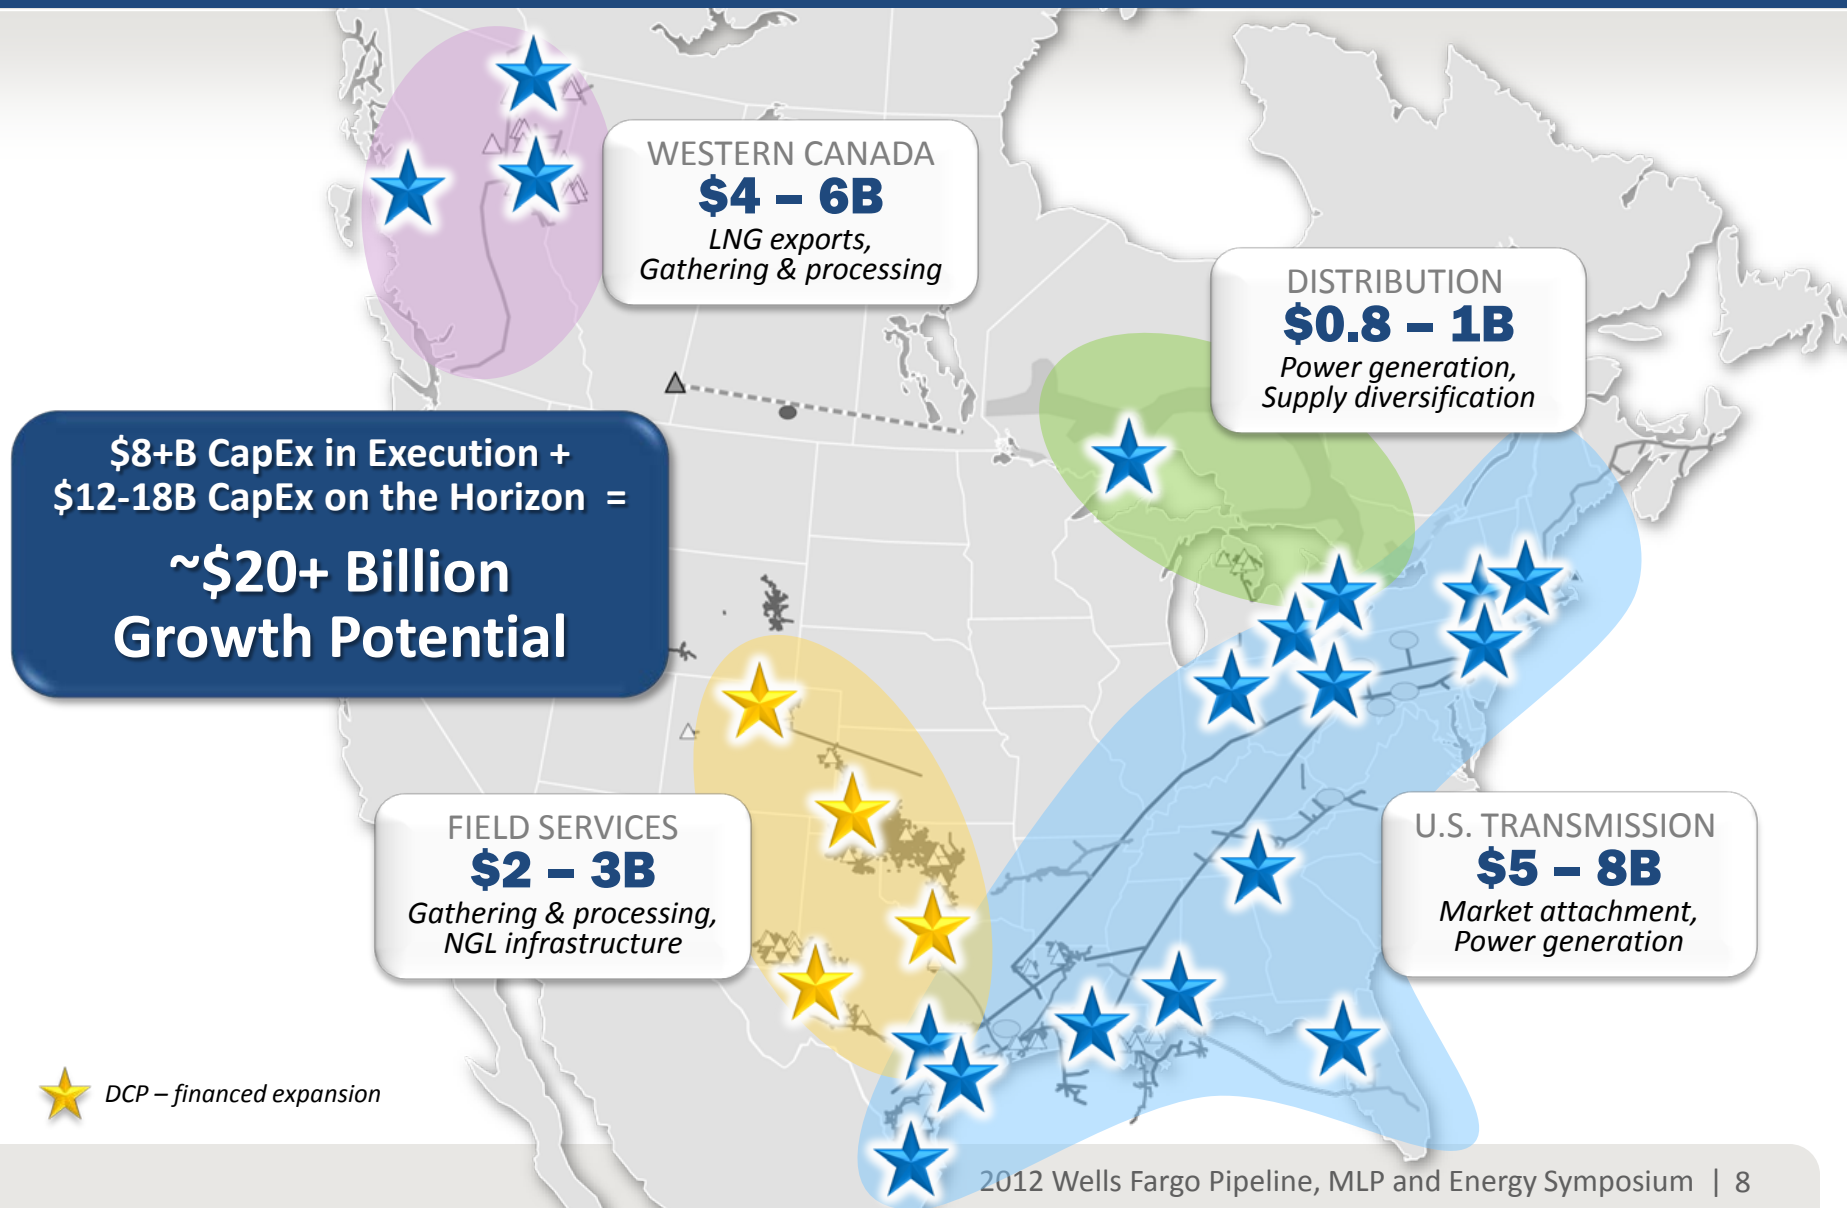 WESTERN CANADA
$4 – 6B
LNG exports,
Gathering & processing
DISTRIBUTION
$0.8 – 1B
Power generation,
Supply diversification
$8+B CapEx in Execution +
$12-18B CapEx on the Horizon =
~$20+ Billion
Growth Potential
FIELD SERVICES
$2 – 3B
Gathering & processing,
NGL infrastructure
U.S. TRANSMISSION
$5 – 8B
Market attachment,
Power generation
DCP – financed expansion
2012 Wells Fargo Pipeline, MLP and Energy Symposium | 8